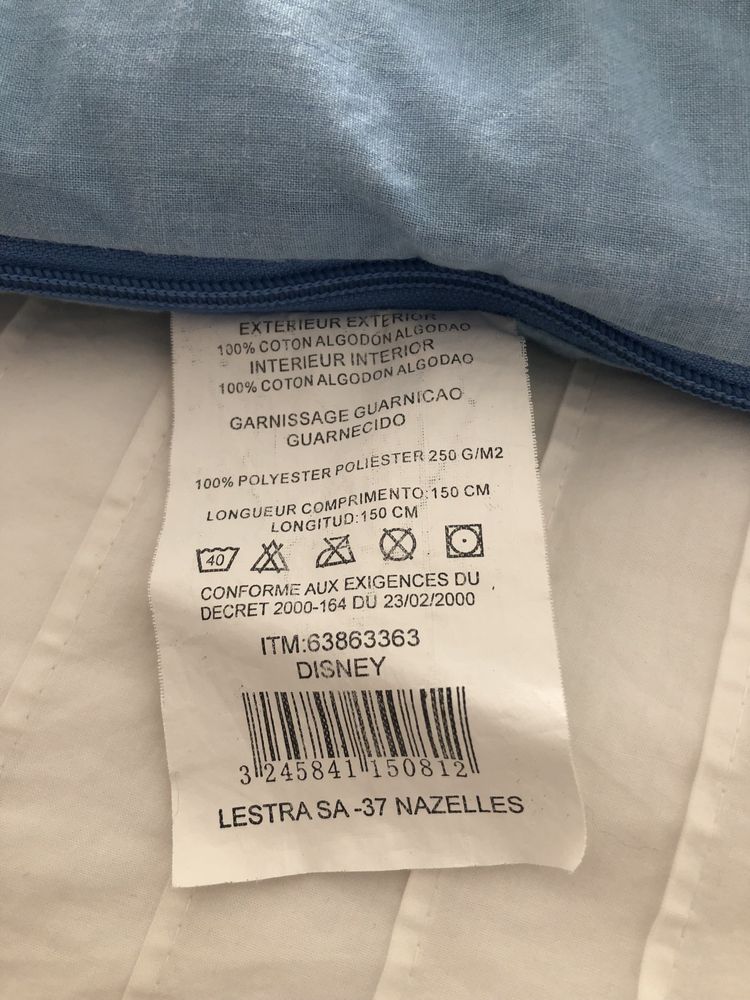 EXTERIEUR EXTERIOR
100% COTON ALGODÓN ALGODAO
INTERIEUR INTERIOR
100% COTON ALGODON ALGODAO
GARNISSAGE GUARNICAO
GUARNECIDO
100% POLYESTER POLIESTER 250 G/M2
LONGUEUR COMPRIMENTO:150 CM
LONGITUD:150 CM
40
CONFORME AUX EXIGENCES DU
DECRET 2000-164 DU 23/02/2000
ITM:63863363
DISNEY
3 245841 150812
LESTRA SA -37 NAZELLES